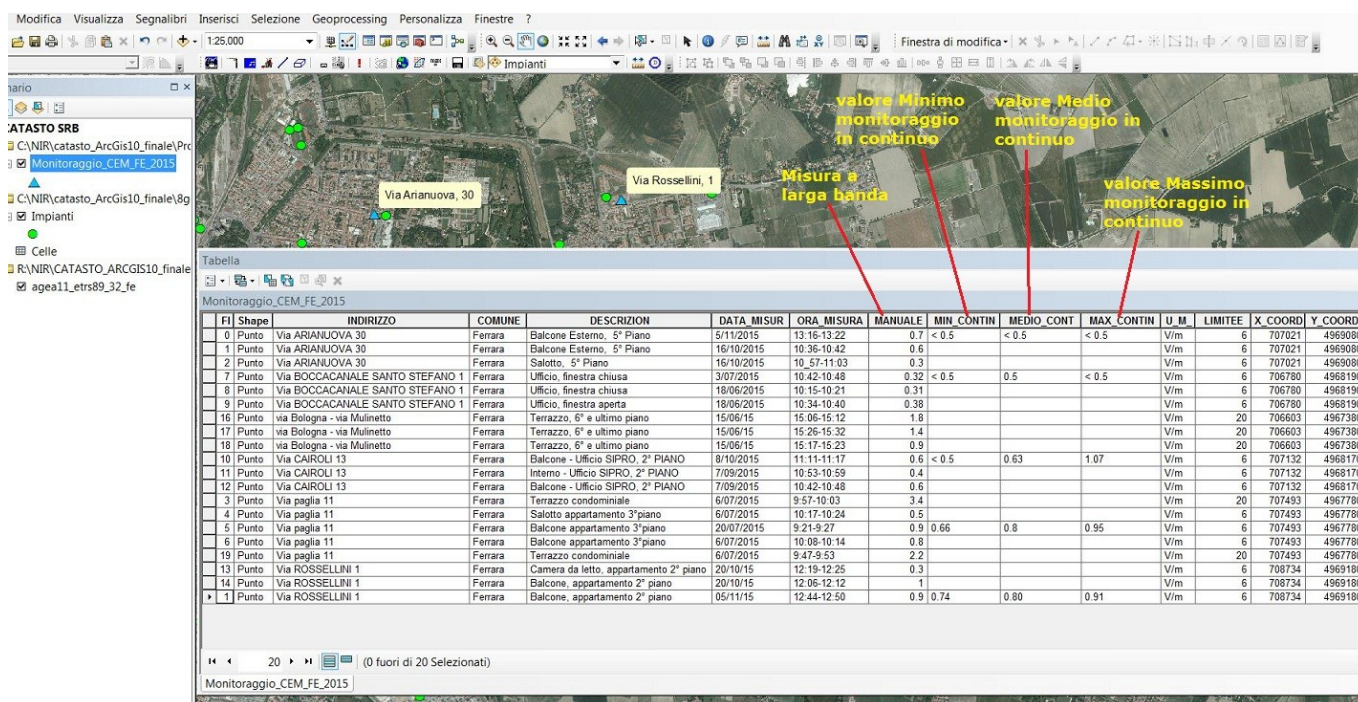 Modifica Visualizza Segnalibri Inserisci Selezione Geoprocessing Personalizza Finestre ?
1:25,000
Finestra di modifica
Impianti
nario
CATASTO SRB
C:\NIR\catasto_ArcGis10_finale\Pro
Monitoraggio_CEM_FE_2015
C:\NIR\catasto_ArcGis10_finale\8g
Impianti
Celle
R:\NIR\CATASTO_ARCGIS10_finale
agea11_etrs89_32_fe
Via Arianuova, 30
Via Rossellini, 1
Misura a
larga banda
valore Minimo
monitoraggio
in continuo
valore Medio
monitoraggio in
continuo
valore Massimo
monitoraggio in
continuo
Tabella
Monitoraggio_CEM_FE_2015
FI Shape INDIRIZZO COMUNE DESCRIZION DATA_MISUR ORA_MISURA MANUALE MIN_CONTIN MEDIO_CONT MAX_CONTIN U_M_ LIMITEE X_COORD Y_COORD
0 Punto Via ARIANUOVA 30 Ferrara Balcone Esterno, 5° Piano 5/11/2015 13:16-13:22 0.7 < 0.5 < 0.5 < 0.5 V/m 6 707021 4969080
1 Punto Via ARIANUOVA 30 Ferrara Balcone Esterno, 5° Piano 16/10/2015 10:36-10:42 0.6 V/m 6 707021 4969080
2 Punto Via ARIANUOVA 30 Ferrara Salotto, 5° Piano 16/10/2015 10_57-11:03 0.3 V/m 6 707021 4969080
7 Punto Via BOCCACANALE SANTO STEFANO 1 Ferrara Ufficio, finestra chiusa 3/07/2015 10:42-10:48 0.32 < 0.5 0.5 < 0.5 V/m 6 706780 4968190
8 Punto Via BOCCACANALE SANTO STEFANO 1 Ferrara Ufficio, finestra chiusa 18/06/2015 10:15-10:21 0.31 V/m 6 706780 4968190
9 Punto Via BOCCACANALE SANTO STEFANO 1 Ferrara Ufficio, finestra aperta 18/06/2015 10:34-10:40 0.38 V/m 6 706780 4968190
16 Punto via Bologna - via Mulinetto Ferrara Terrazzo, 6° e ultimo piano 15/06/15 15:06-15:12 1.8 V/m 20 706603 4967380
17 Punto via Bologna - via Mulinetto Ferrara Terrazzo, 6° e ultimo piano 15/06/15 15:26-15:32 1.4 V/m 20 706603 4967380
18 Punto via Bologna - via Mulinetto Ferrara Terrazzo, 6° e ultimo piano 15/06/15 15:17-15:23 0.9 V/m 20 706603 4967380
10 Punto Via CAIROLI 13 Ferrara Balcone - Ufficio SIPRO, 2° PIANO 8/10/2015 11:11-11:17 0.6 < 0.5 0.63 1.07 V/m 6 707132 4968170
11 Punto Via CAIROLI 13 Ferrara Interno - Ufficio SIPRO, 2° PIANO 7/09/2015 10:53-10:59 0.4 V/m 6 707132 4968170
12 Punto Via CAIROLI 13 Ferrara Balcone - Ufficio SIPRO, 2° PIANO 7/09/2015 10:42-10:48 0.6 V/m 6 707132 4968170
3 Punto Via paglia 11 Ferrara Terrazzo condominiale 6/07/2015 9:57-10:03 3.4 V/m 20 707493 4967780
4 Punto Via paglia 11 Ferrara Salotto appartamento 3°piano 6/07/2015 10:17-10:24 0.5 V/m 6 707493 4967780
5 Punto Via paglia 11 Ferrara Balcone appartamento 3°piano 20/07/2015 9:21-9:27 0.9 0.66 0.8 0.95 V/m 6 707493 4967780
6 Punto Via paglia 11 Ferrara Balcone appartamento 3°piano 6/07/2015 10:08-10:14 0.8 V/m 6 707493 4967780
19 Punto Via paglia 11 Ferrara Terrazzo condominiale 6/07/2015 9:47-9:53 2.2 V/m 20 707493 4967780
13 Punto Via ROSSELLINI 1 Ferrara Camera da letto, appartamento 2° piano 20/10/15 12:19-12:25 0.3 V/m 6 708734 4969180
14 Punto Via ROSSELLINI 1 Ferrara Balcone, appartamento 2° piano 20/10/15 12:06-12:12 1 V/m 6 708734 4969180
1 Punto Via ROSSELLINI 1 Ferrara Balcone, appartamento 2° piano 05/11/15 12:44-12:50 0.9 0.74 0.80 0.91 V/m 6 708734 4969180
20 (0 fuori di 20 Selezionati)
Monitoraggio_CEM_FE_2015